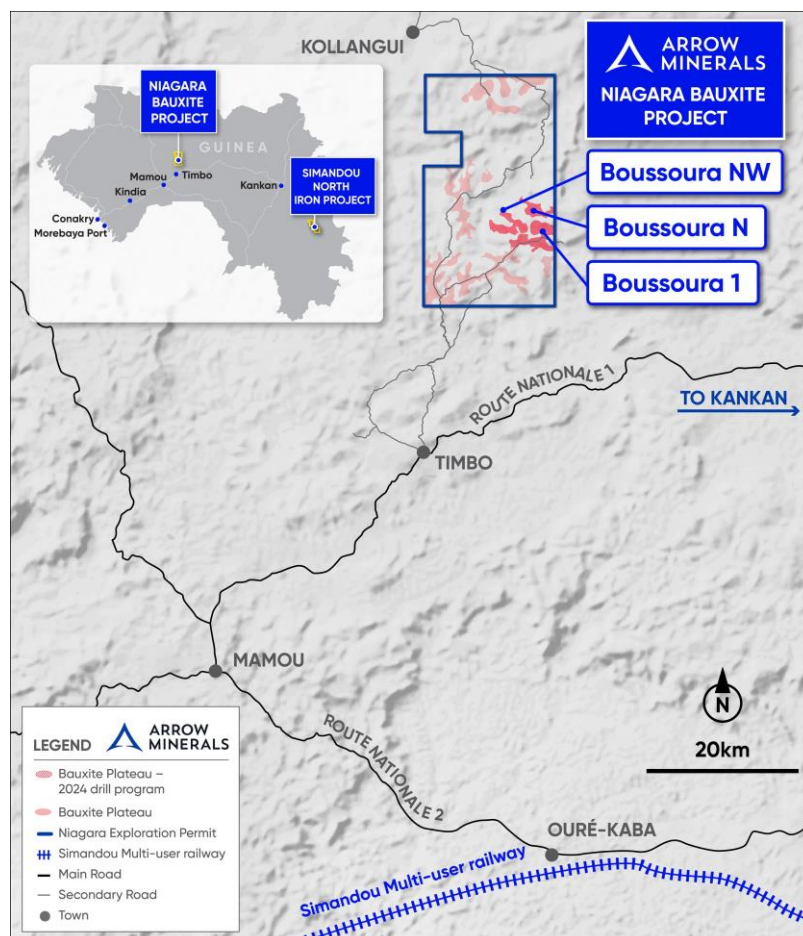 KOLLANGUI
ARROW
MINERALS
NIAGARA BAUXITE
PROJECT
NIAGARA
BAUXITE
PROJECT
GUINEA
SIMANDOU
NORTH
IRON PROJECT
Mamou
Timbo
Kankan
Kindia
Conakry
Morebaya Port
Boussoura NW
Boussoura N
Boussoura 1
ROUTE NATIONALE 1
TO KANKAN
TIMBO
MAMOU
ROUTE NATIONALE 2
N
20km
OURÉ-KABA
Simandou Multi-user railway
LEGEND
ARROW
MINERALS
Bauxite Plateau –
2024 drill program
Bauxite Plateau
Niagara Exploration Permit
Simandou Multi-user railway
Main Road
Secondary Road
Town